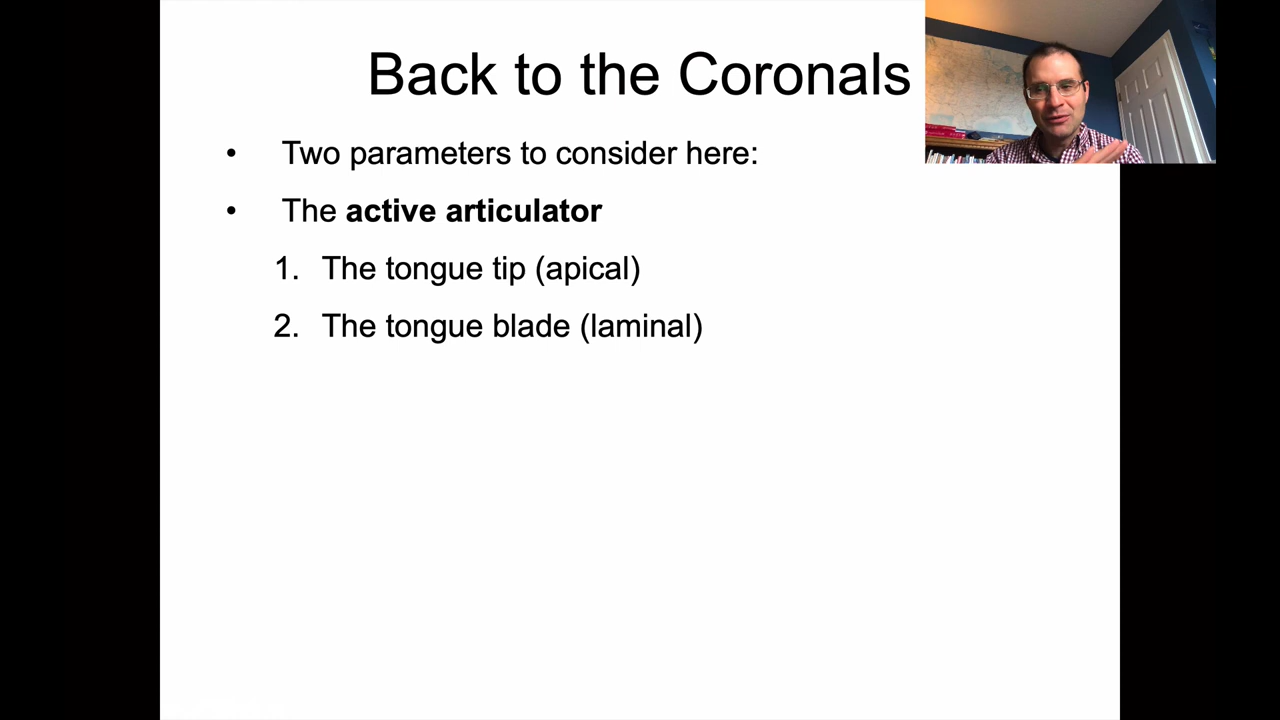 Back to the Coronals
• Two parameters to consider here:
• The active articulator
1. The tongue tip (apical)
2. The tongue blade (laminal)